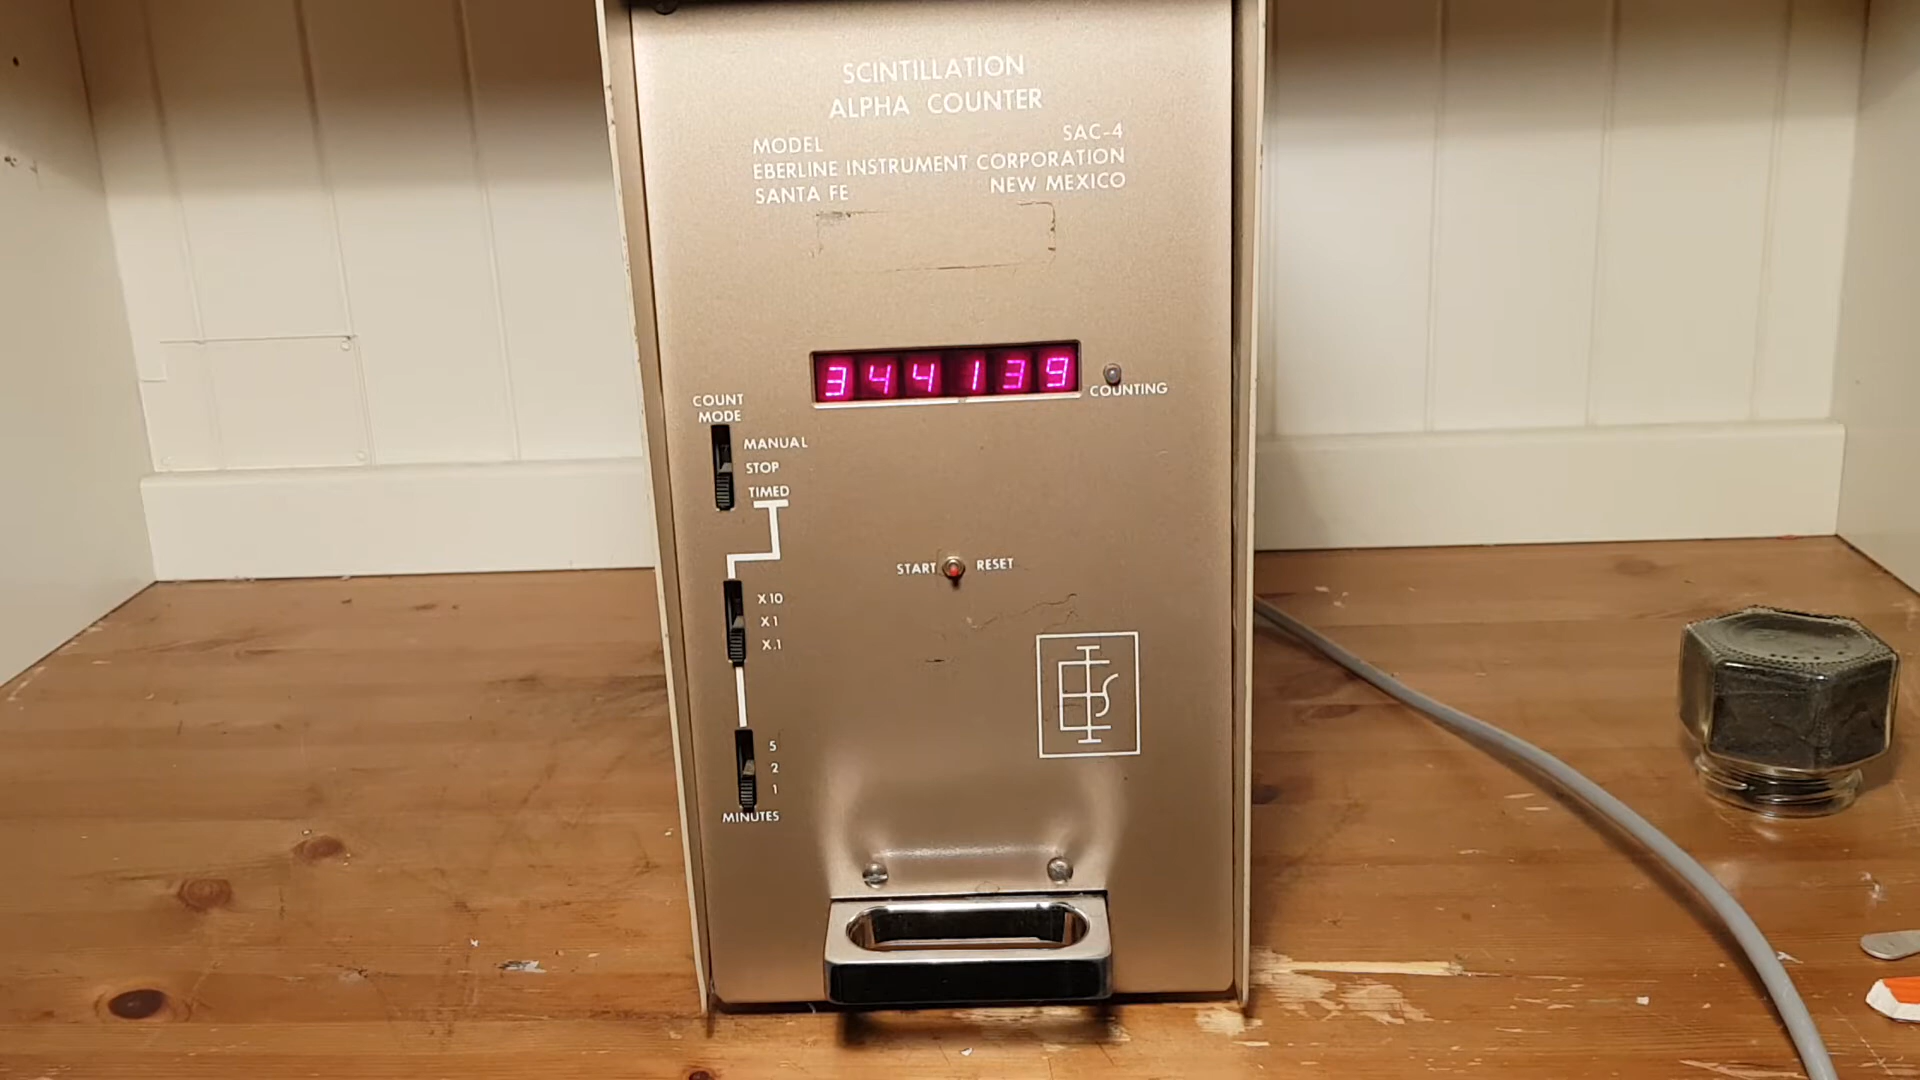 SCINTILLATION
ALPHA COUNTER
MODEL SAC-4
EBERLINE INSTRUMENT CORPORATION
SANTA FE NEW MEXICO
344139
COUNTING
COUNT
MODE
MANUAL
STOP
TIMED
START RESET
X10
X1
X.1
5
2
1
MINUTES